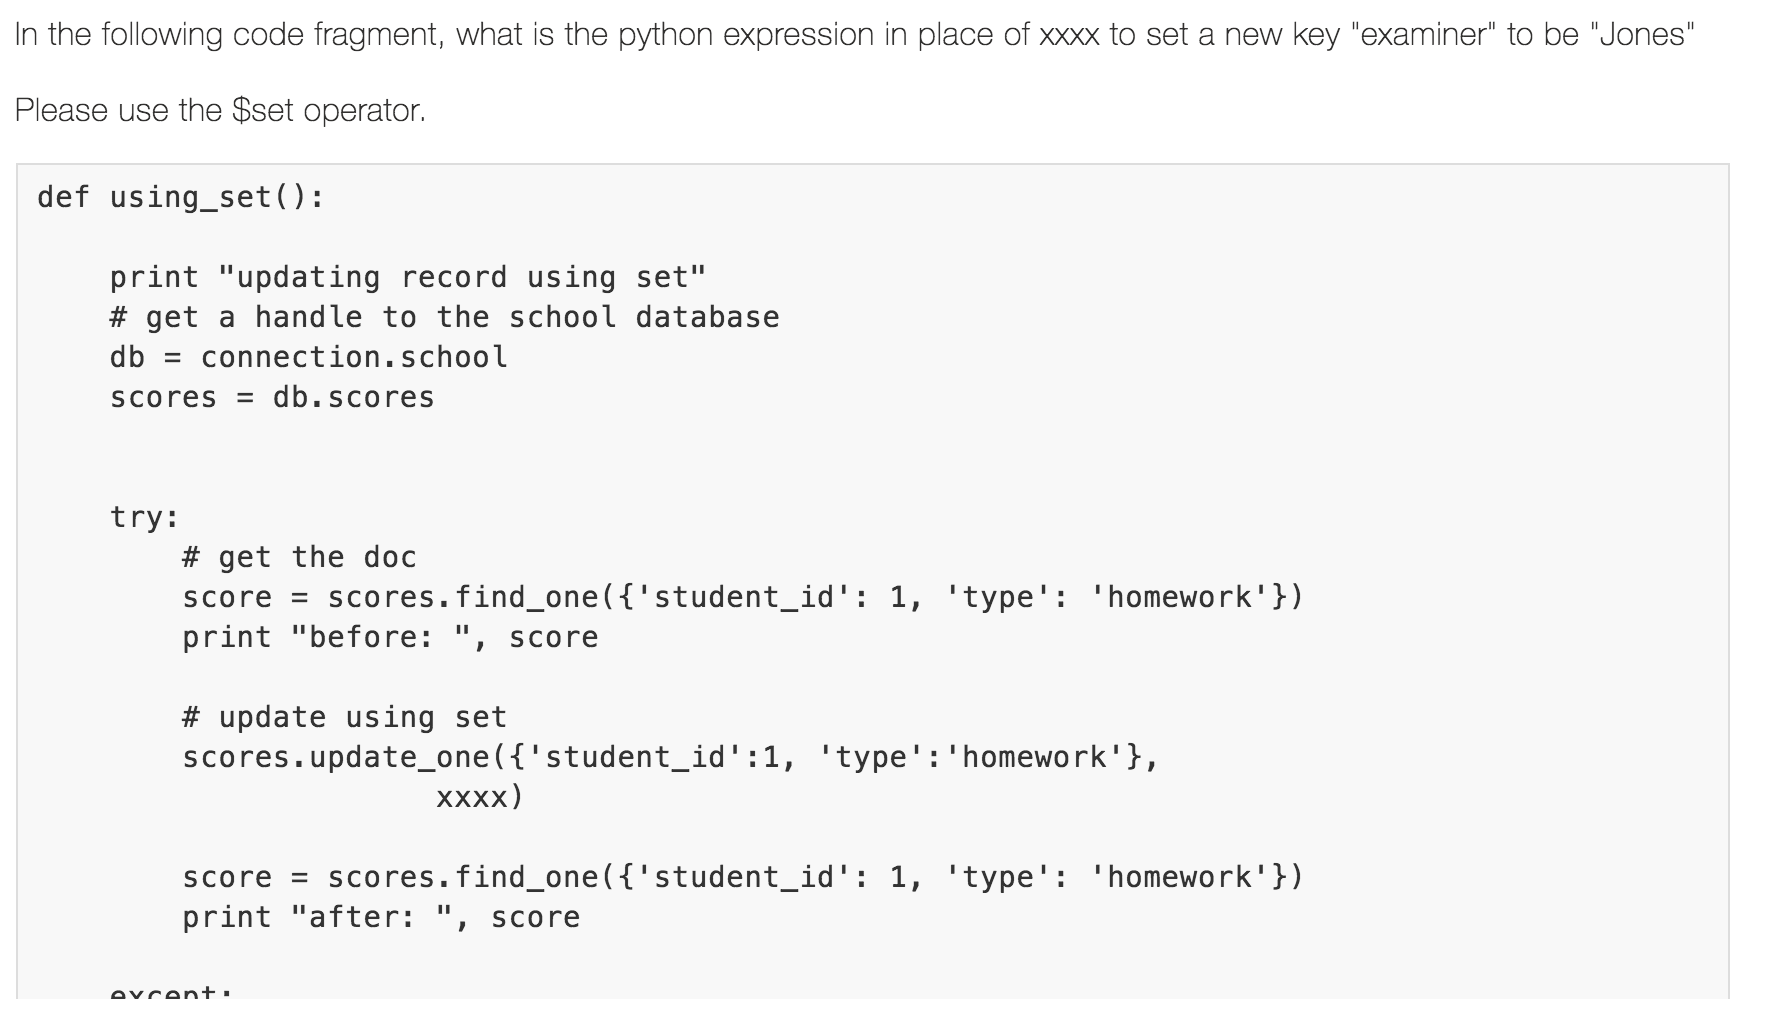 In the following code fragment, what is the python expression in place of xxxx to set a new key "examiner" to be "Jones"
Please use the $set operator.
def using_set():
    print "updating record using set"
    # get a handle to the school database
    db = connection.school
    scores = db.scores
    try:
        # get the doc
        score = scores.find_one({'student_id': 1, 'type': 'homework'})
        print "before: ", score
        # update using set
        scores.update_one({'student_id':1, 'type':'homework'},
                      xxxx)
        score = scores.find_one({'student_id': 1, 'type': 'homework'})
        print "after: ", score
    except: